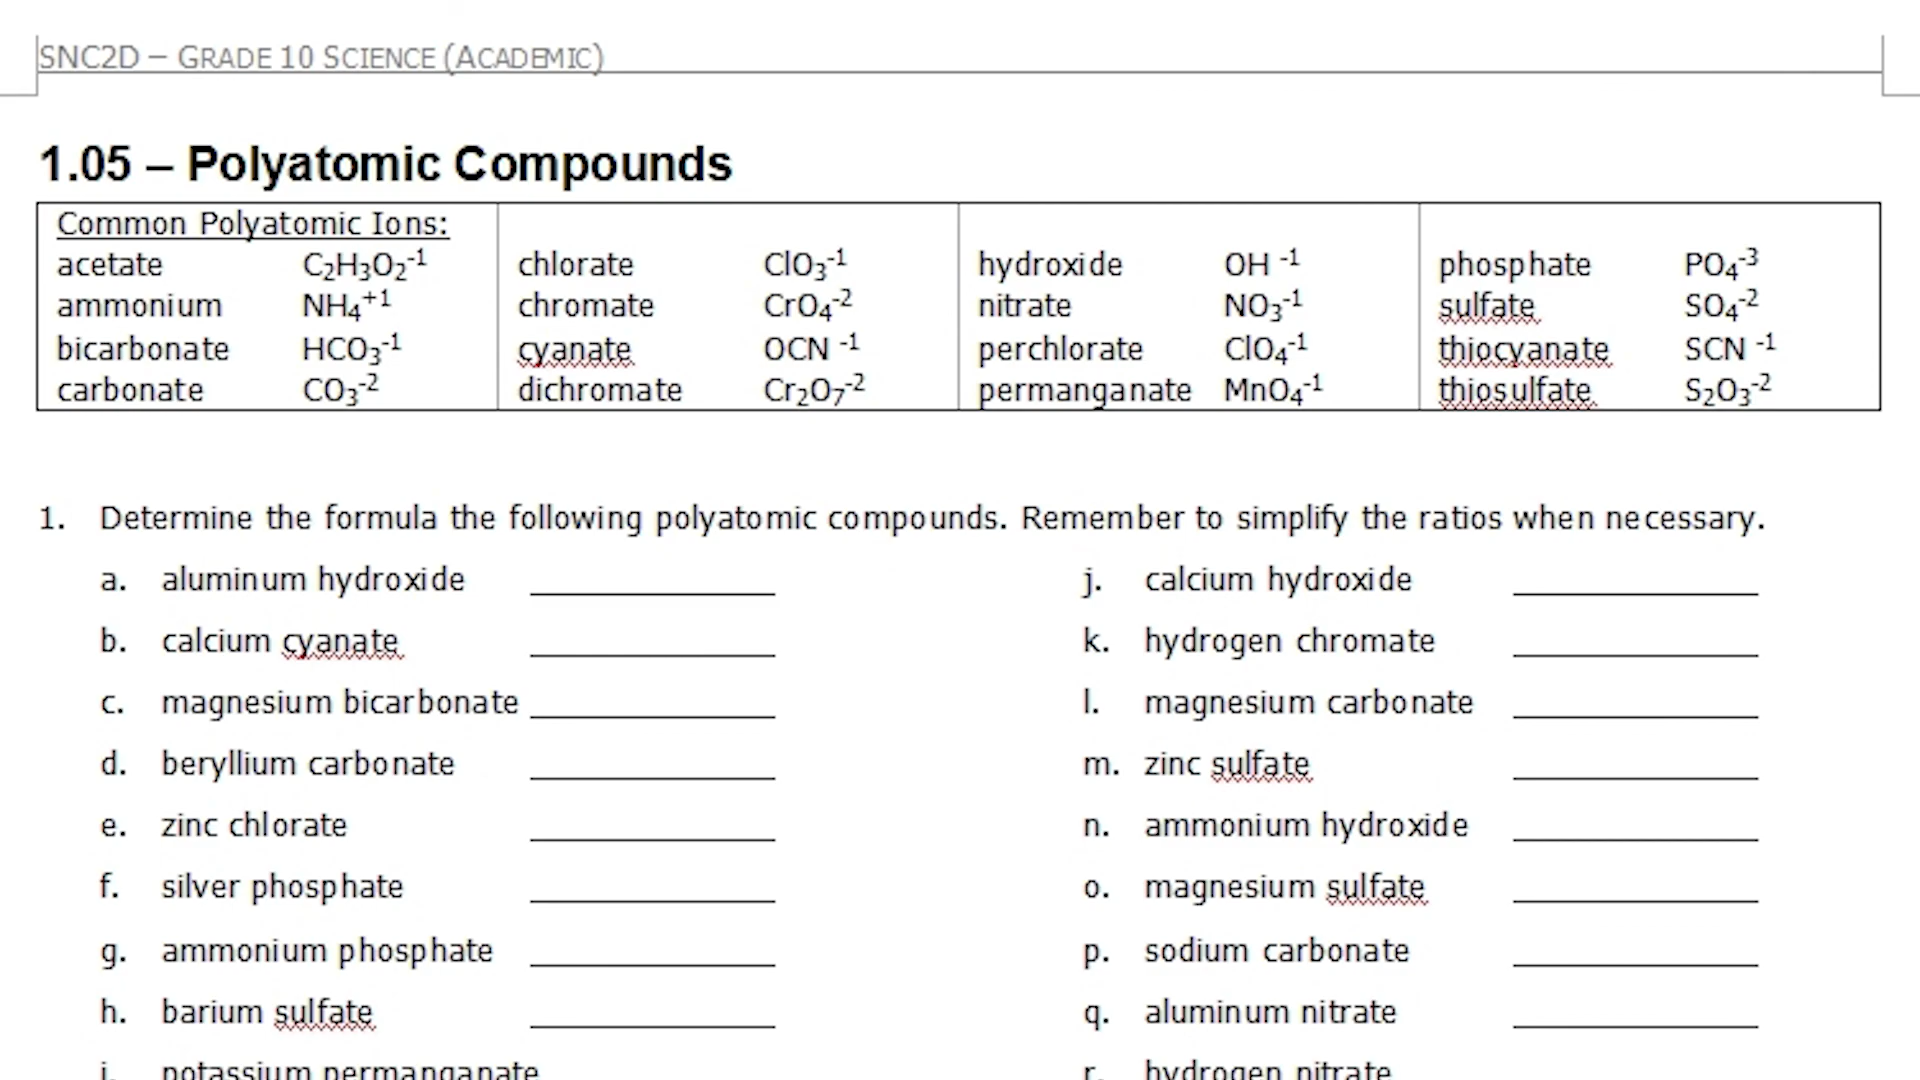 SNC2D – GRADE 10 SCIENCE (ACADEMIC)
1.05 – Polyatomic Compounds
Common Polyatomic Ions:
acetate C₂H₃O₂⁻¹ chlorate ClO₃⁻¹ hydroxide OH ⁻¹ phosphate PO₄⁻³
ammonium NH₄⁺¹ chromate CrO₄⁻² nitrate NO₃⁻¹ sulfate SO₄⁻²
bicarbonate HCO₃⁻¹ cyanate OCN ⁻¹ perchlorate ClO₄⁻¹ thiocyanate SCN ⁻¹
carbonate CO₃⁻² dichromate Cr₂O₇⁻² permanganate MnO₄⁻¹ thiosulfate S₂O₃⁻²
1. Determine the formula the following polyatomic compounds. Remember to simplify the ratios when necessary.
a. aluminum hydroxide j. calcium hydroxide
b. calcium cyanate k. hydrogen chromate
c. magnesium bicarbonate l. magnesium carbonate
d. beryllium carbonate m. zinc sulfate
e. zinc chlorate n. ammonium hydroxide
f. silver phosphate o. magnesium sulfate
g. ammonium phosphate p. sodium carbonate
h. barium sulfate q. aluminum nitrate
i. potassium permanganate r. hydrogen nitrate